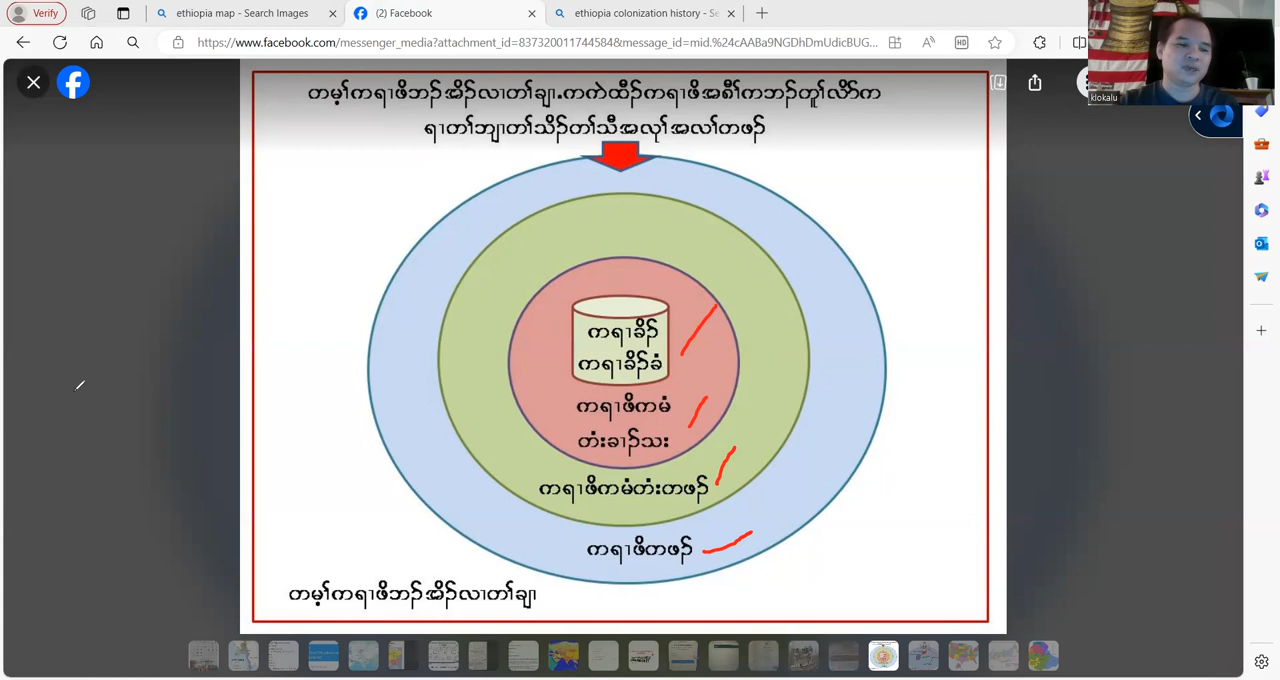 Verify
ethiopia map - Search Images
(2) Facebook
ethiopia colonization history - Se
https://www.facebook.com/messenger_media?attachment_id=837320011744584&message_id=mid.%24cAABa9NGDhDmUdicBUG...
klokalu
တမ့ၢ်ကရၢဖိဘၣ်အိၣ်လၢတၢ်ချၢ.ကကဲထီၣ်ကရၢဖိအစီၢ်ကဘၣ်တူၢ်လိာ်က
ရၢတၢ်ဘျၢတၢ်သိၣ်တၢ်သီအလုၢ်အလၢ်တဖၣ်
ကရၢခိၣ်
ကရၢခိၣ်ခံ
ကရၢဖိကမံ
တံးခၢၣ်သး
ကရၢဖိကမံတံးတဖၣ်
ကရၢဖိတဖၣ်
တမ့ၢ်ကရၢဖိဘၣ်အိၣ်လၢတၢ်ချၢ